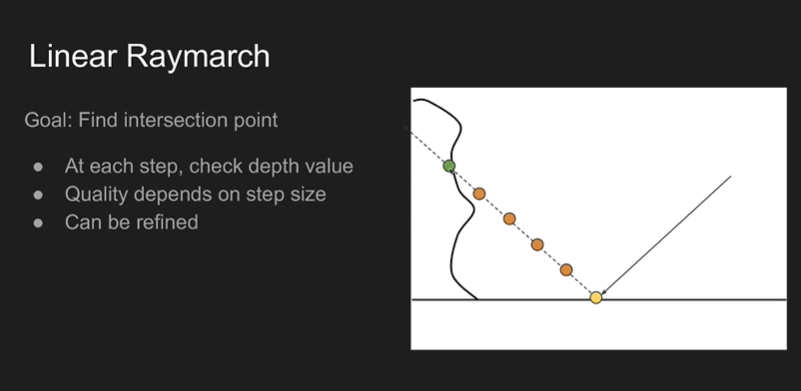 Linear Raymarch
Goal: Find intersection point
● At each step, check depth value
● Quality depends on step size
● Can be refined